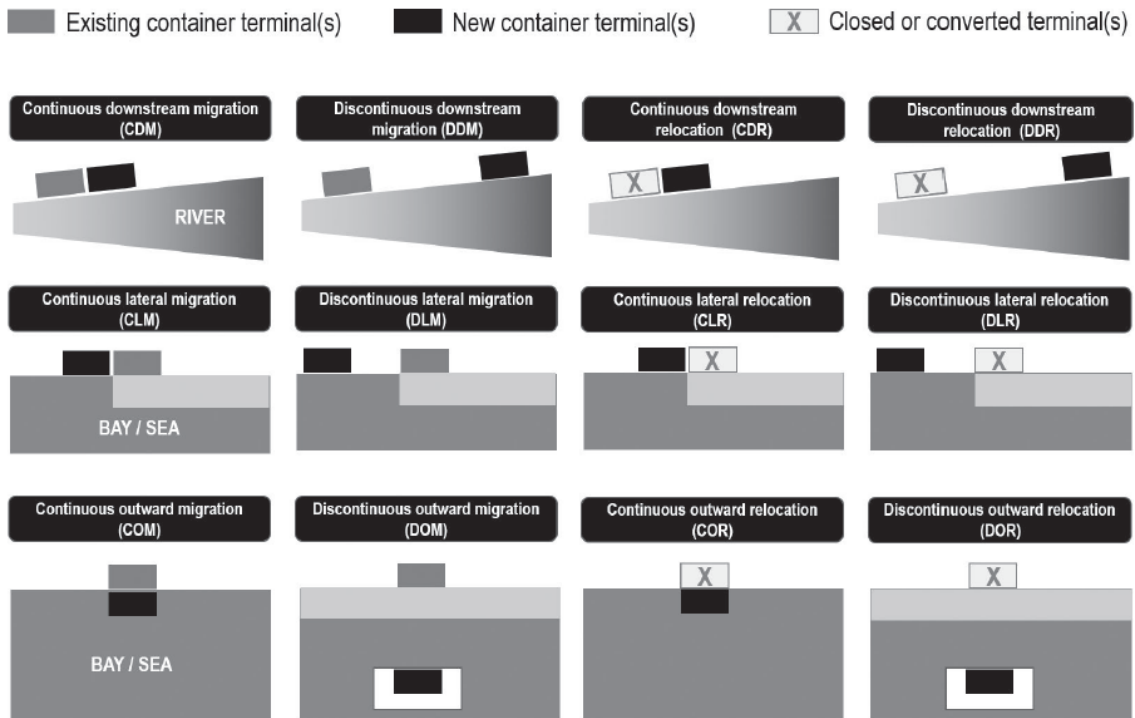 Existing container terminal(s)
New container terminal(s)
X
Closed or converted terminal(s)
Continuous downstream migration
(CDM)
Discontinuous downstream
migration (DDM)
Continuous downstream
relocation (CDR)
Discontinuous downstream
relocation (DDR)
X
X
RIVER
Continuous lateral migration
(CLM)
Discontinuous lateral migration
(DLM)
Continuous lateral relocation
(CLR)
Discontinuous lateral relocation
(DLR)
X
X
BAY / SEA
Continuous outward migration
(COM)
Discontinuous outward migration
(DOM)
Continuous outward relocation
(COR)
Discontinuous outward relocation
(DOR)
X
X
BAY / SEA